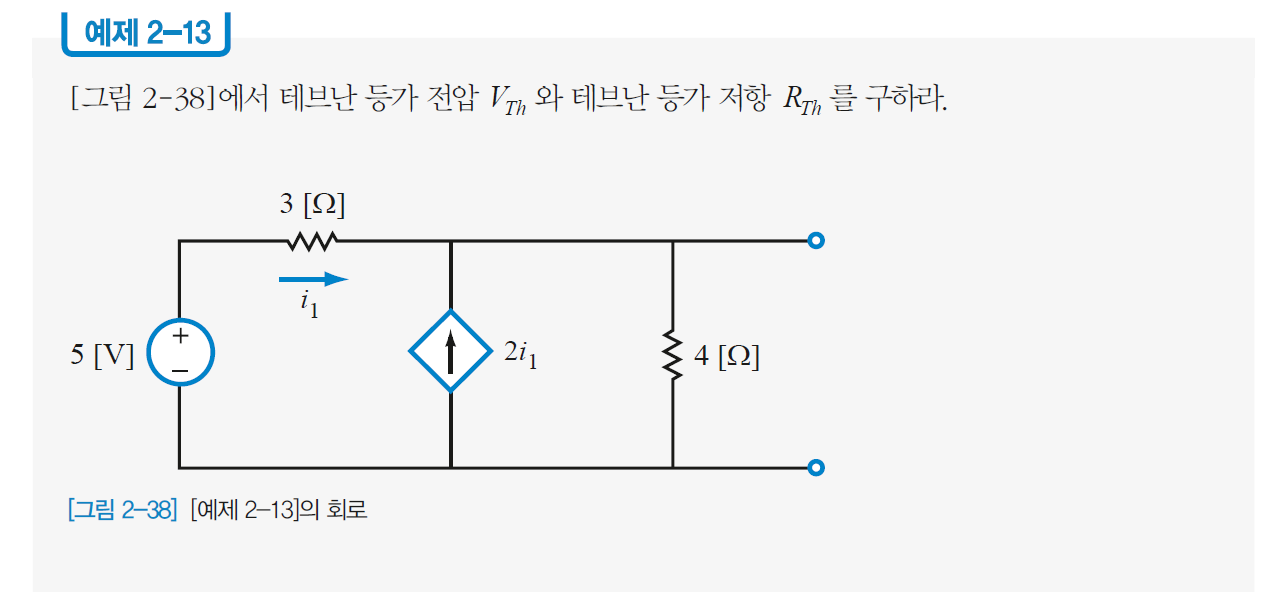 예제 2-13
[그림 2-38]에서 테브난 등가 전압 V_Th 와 테브난 등가 저항 R_Th 를 구하라.
3 [Ω]
i_1
5 [V]
+
−
2i_1
4 [Ω]
[그림 2-38] [예제 2-13]의 회로